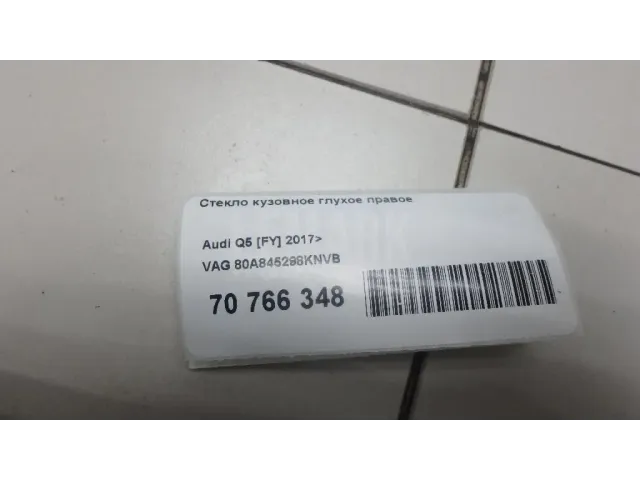 Стекло кузовное глухое правое
Audi Q5 [FY] 2017>
VAG 80A845298KNVB
70 766 348